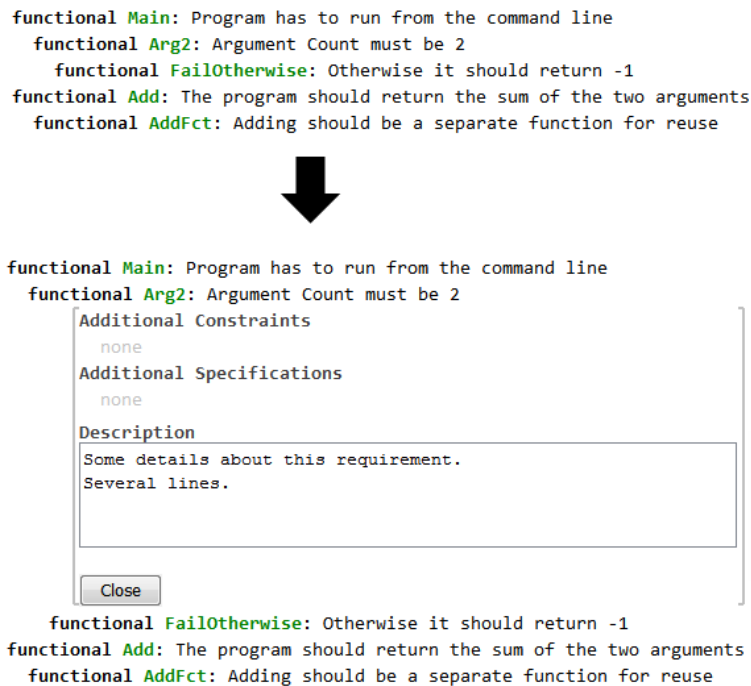 functional Main: Program has to run from the command line
functional Arg2: Argument Count must be 2
functional FailOtherwise: Otherwise it should return -1
functional Add: The program should return the sum of the two arguments
functional AddFct: Adding should be a separate function for reuse
functional Main: Program has to run from the command line
functional Arg2: Argument Count must be 2
Additional Constraints
none
Additional Specifications
none
Description
Some details about this requirement.
Several lines.
Close
functional FailOtherwise: Otherwise it should return -1
functional Add: The program should return the sum of the two arguments
functional AddFct: Adding should be a separate function for reuse